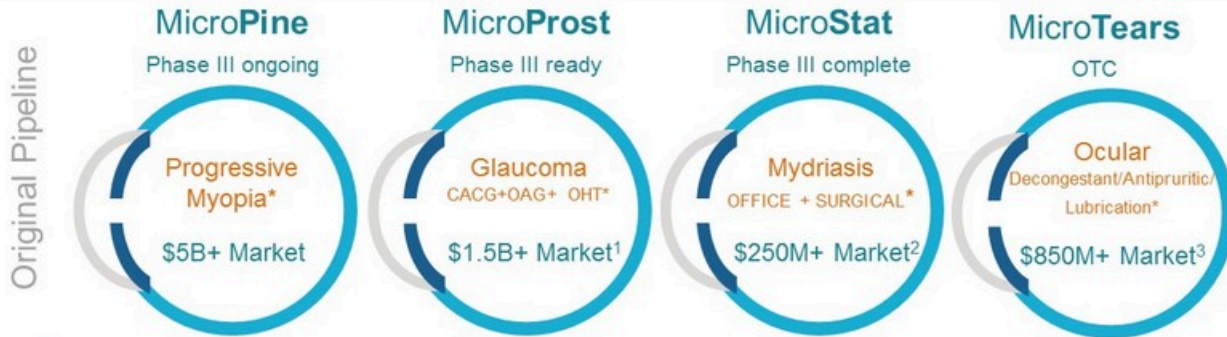 Original Pipeline
MicroPine
Phase III ongoing
Progressive
Myopia*
$5B+ Market
MicroProst
Phase III ready
Glaucoma
CACG+OAG+ OHT*
$1.5B+ Market¹
MicroStat
Phase III complete
Mydriasis
OFFICE + SURGICAL*
$250M+ Market²
MicroTears
OTC
Ocular
Decongestant/Antipruritic/
Lubrication*
$850M+ Market³